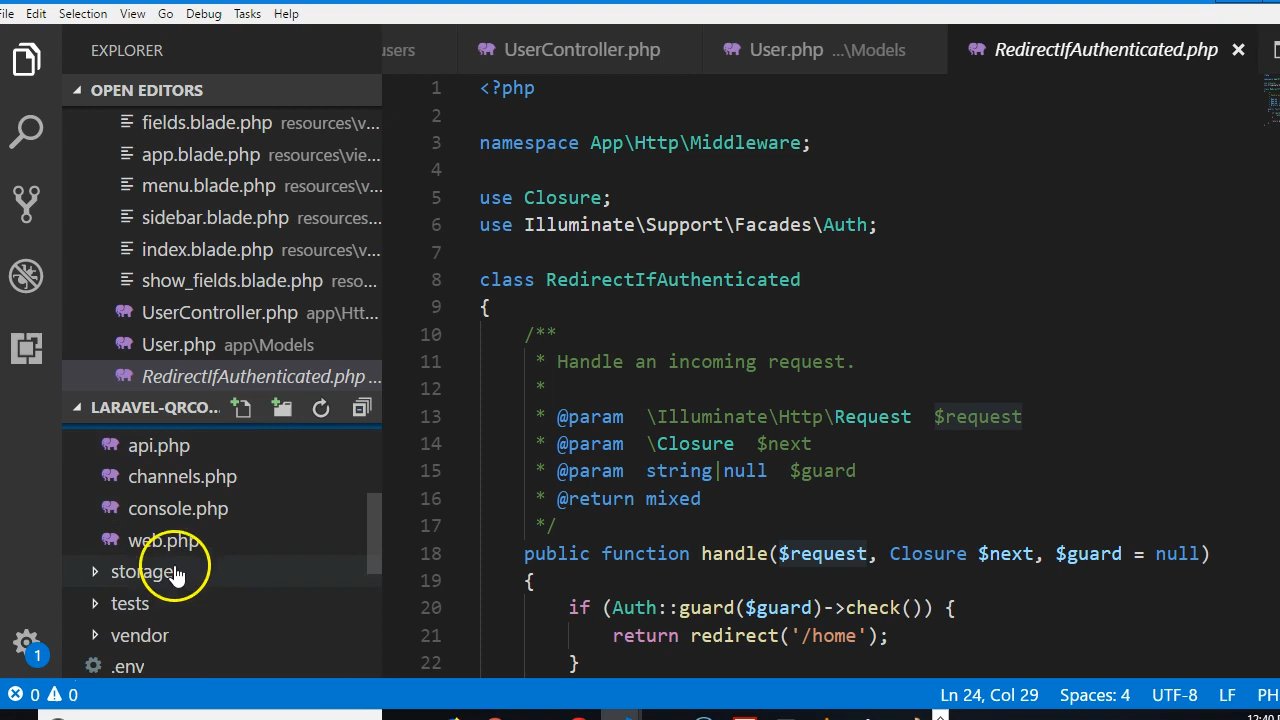 File Edit Selection View Go Debug Tasks Help
EXPLORER
OPEN EDITORS
fields.blade.php resources\v...
app.blade.php resources\vie...
menu.blade.php resources\v...
sidebar.blade.php resources...
index.blade.php resources\v...
show_fields.blade.php reso...
UserController.php app\Htt...
User.php app\Models
RedirectIfAuthenticated.php ...
LARAVEL-QRCO...
api.php
channels.php
console.php
web.php
storage
tests
vendor
.env
users UserController.php User.php ...\Models RedirectIfAuthenticated.php
1 <?php
2
3 namespace App\Http\Middleware;
4
5 use Closure;
6 use Illuminate\Support\Facades\Auth;
7
8 class RedirectIfAuthenticated
9 {
10 /**
11 * Handle an incoming request.
12 *
13 * @param \Illuminate\Http\Request $request
14 * @param \Closure $next
15 * @param string|null $guard
16 * @return mixed
17 */
18 public function handle($request, Closure $next, $guard = null)
19 {
20 if (Auth::guard($guard)->check()) {
21 return redirect('/home');
22 }
1
0 0 Ln 24, Col 29 Spaces: 4 UTF-8 LF PH